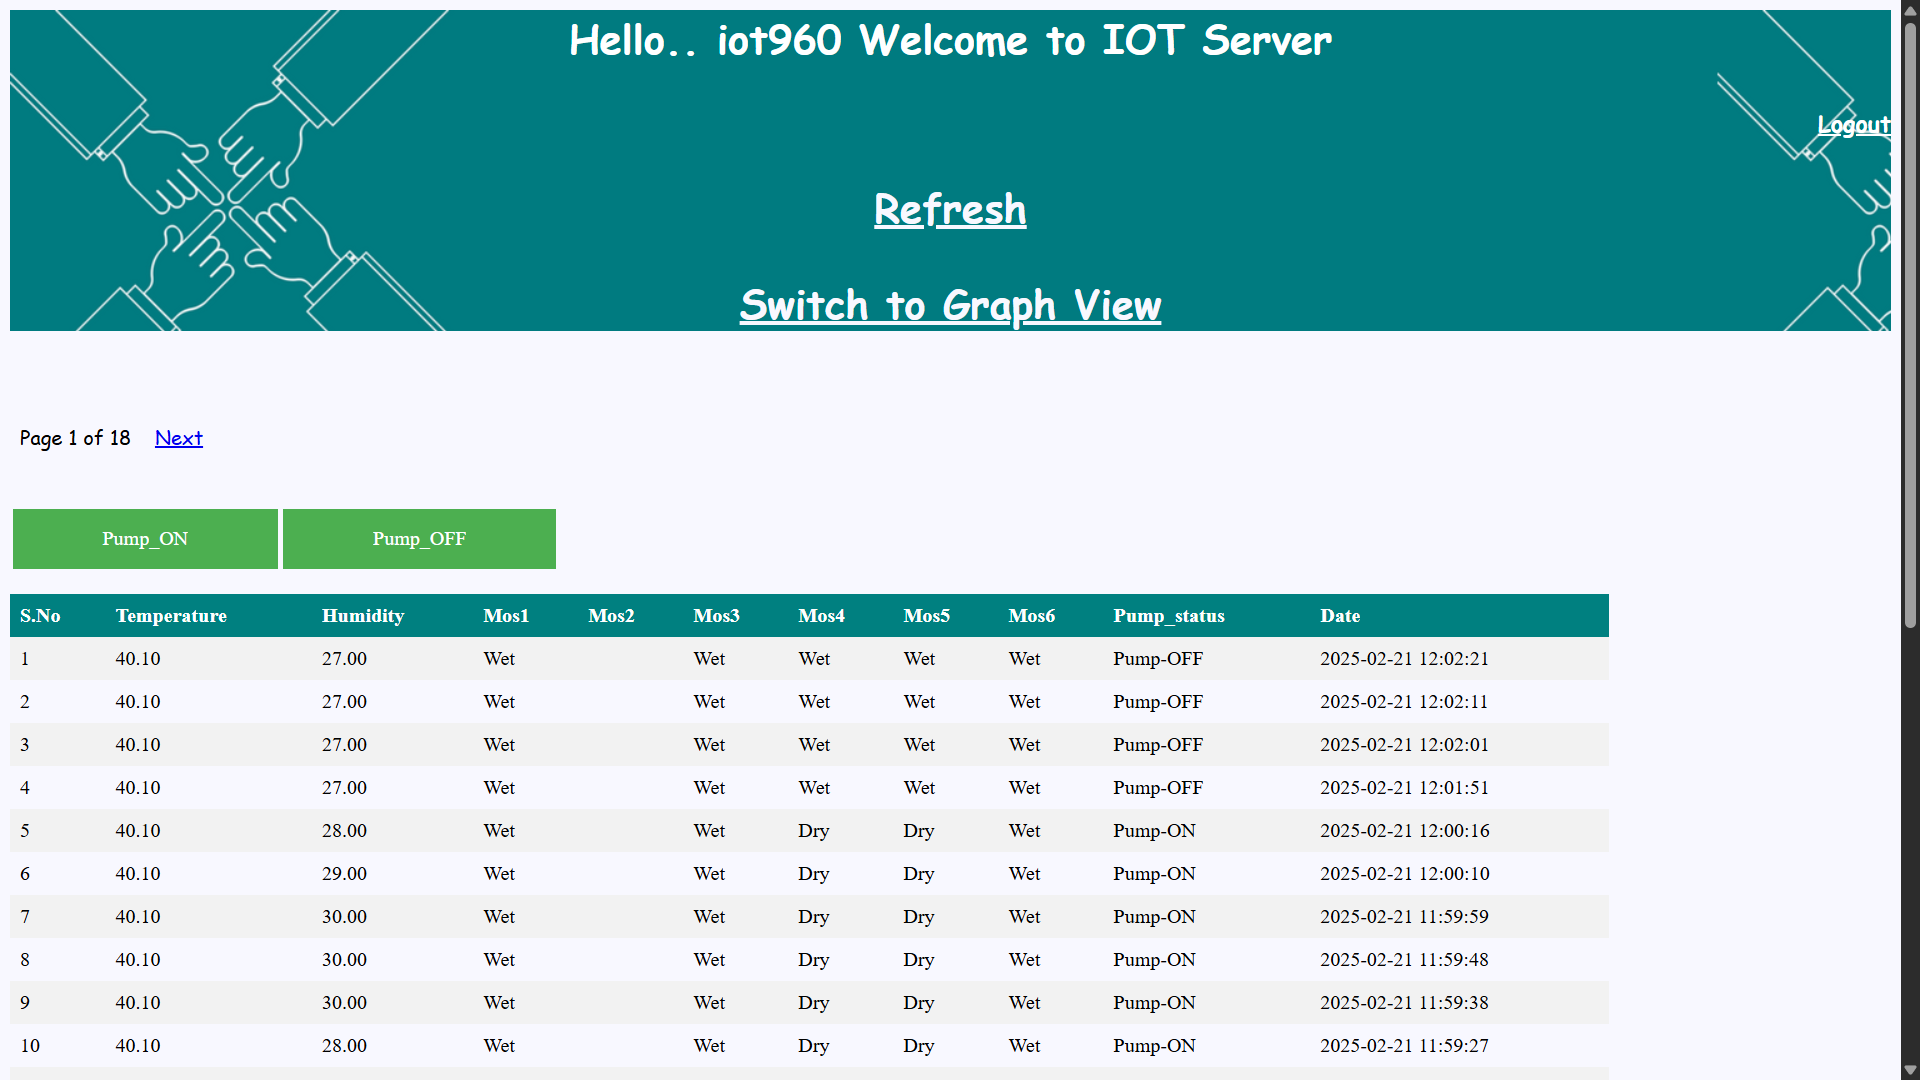 Hello.. iot960 Welcome to IOT Server
Logout
Refresh
Switch to Graph View
Page 1 of 18 Next
Pump_ON Pump_OFF
S.No Temperature Humidity Mos1 Mos2 Mos3 Mos4 Mos5 Mos6 Pump_status Date
1 40.10 27.00 Wet Wet Wet Wet Wet Pump-OFF 2025-02-21 12:02:21
2 40.10 27.00 Wet Wet Wet Wet Wet Pump-OFF 2025-02-21 12:02:11
3 40.10 27.00 Wet Wet Wet Wet Wet Pump-OFF 2025-02-21 12:02:01
4 40.10 27.00 Wet Wet Wet Wet Wet Pump-OFF 2025-02-21 12:01:51
5 40.10 28.00 Wet Wet Dry Dry Wet Pump-ON 2025-02-21 12:00:16
6 40.10 29.00 Wet Wet Dry Dry Wet Pump-ON 2025-02-21 12:00:10
7 40.10 30.00 Wet Wet Dry Dry Wet Pump-ON 2025-02-21 11:59:59
8 40.10 30.00 Wet Wet Dry Dry Wet Pump-ON 2025-02-21 11:59:48
9 40.10 30.00 Wet Wet Dry Dry Wet Pump-ON 2025-02-21 11:59:38
10 40.10 28.00 Wet Wet Dry Dry Wet Pump-ON 2025-02-21 11:59:27